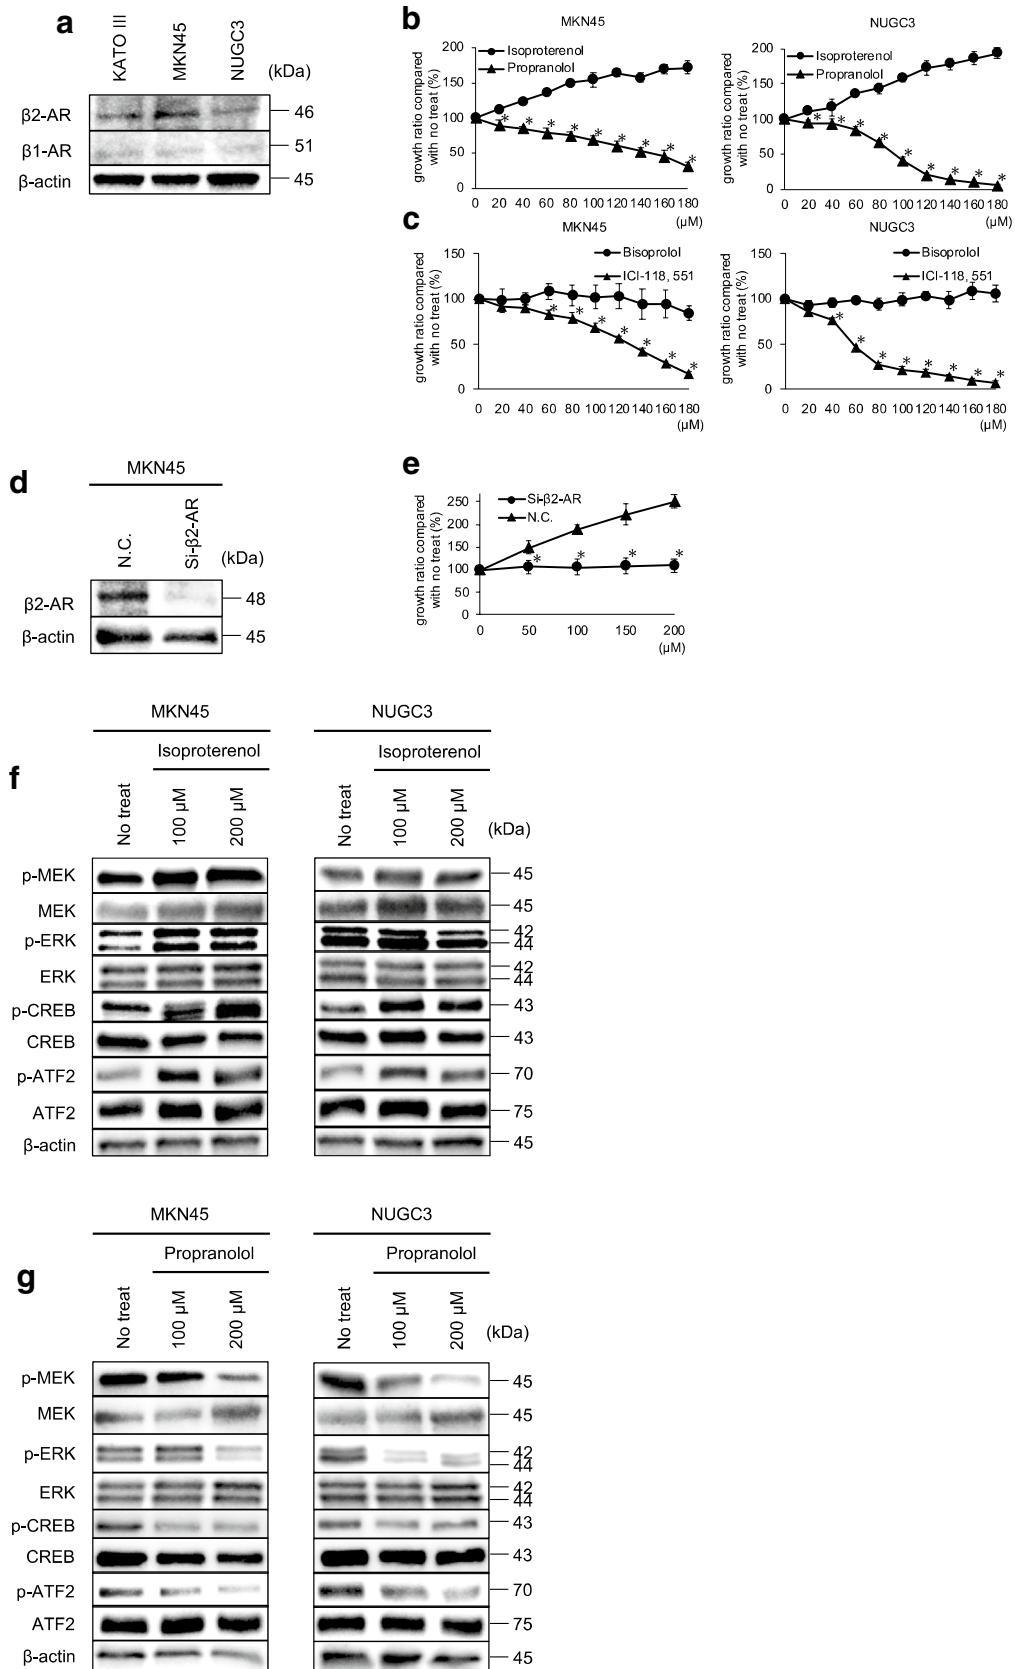 a
KATO III
MKN45
NUGC3
(kDa)
β2-AR
46
β1-AR
51
β-actin
45
b
MKN45
growth ratio compared
with no treat (%)
200
150
100
50
0
Isoproterenol
Propranolol
* * * * * * * * *
0 20 40 60 80 100 120 140 160 180
(μM)
NUGC3
growth ratio compared
with no treat (%)
200
150
100
50
0
Isoproterenol
Propranolol
* * * * * * * * *
0 20 40 60 80 100 120 140 160 180
(μM)
c
MKN45
growth ratio compared
with no treat (%)
150
100
50
0
Bisoprolol
ICI-118, 551
* * * * * * *
0 20 40 60 80 100 120 140 160 180
(μM)
NUGC3
growth ratio compared
with no treat (%)
150
100
50
0
Bisoprolol
ICI-118, 551
* * * * * * * *
0 20 40 60 80 100 120 140 160 180
(μM)
d
MKN45
N.C.
Si-β2-AR
(kDa)
β2-AR
48
β-actin
45
e
growth ratio compared
with no treat (%)
250
200
150
100
50
0
Si-β2-AR
N.C.
* * * *
0 50 100 150 200
(μM)
f
MKN45
Isoproterenol
No treat
100 μM
200 μM
NUGC3
Isoproterenol
No treat
100 μM
200 μM
(kDa)
p-MEK
45
MEK
45
p-ERK
42
44
ERK
42
44
p-CREB
43
CREB
43
p-ATF2
70
ATF2
75
β-actin
45
g
MKN45
Propranolol
No treat
100 μM
200 μM
NUGC3
Propranolol
No treat
100 μM
200 μM
(kDa)
p-MEK
45
MEK
45
p-ERK
42
44
ERK
42
44
p-CREB
43
CREB
43
p-ATF2
70
ATF2
75
β-actin
45